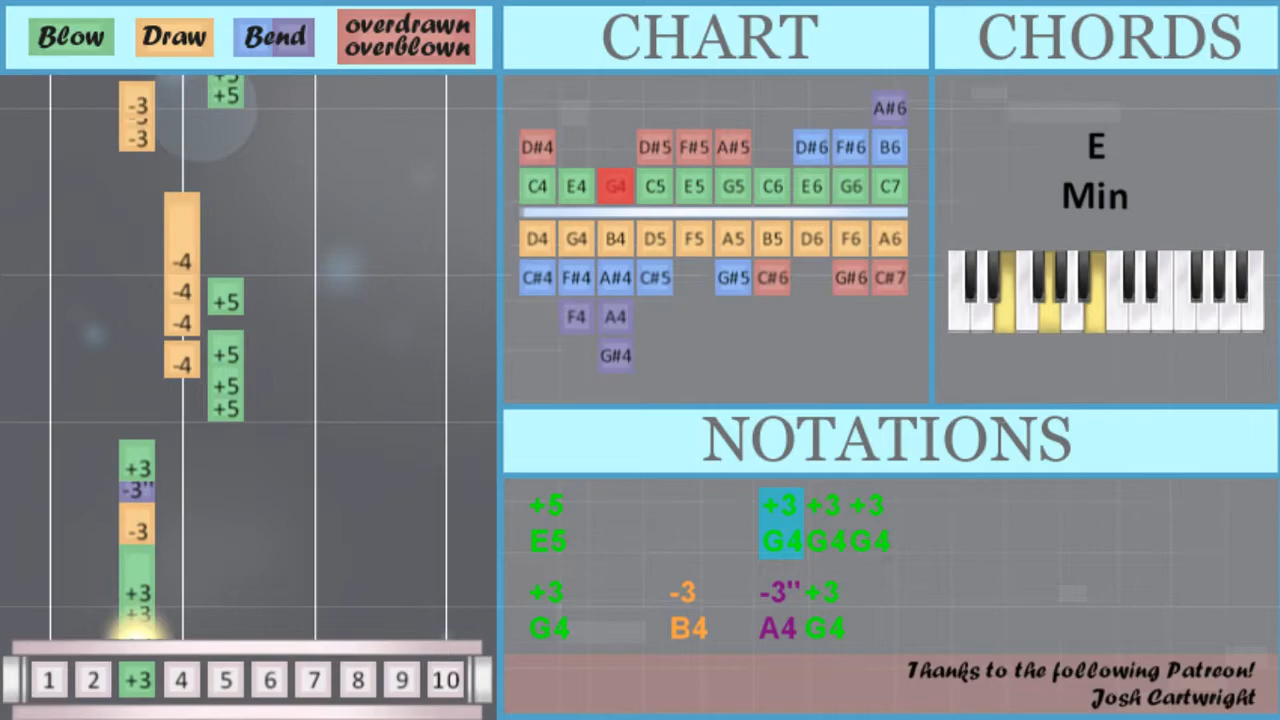 Blow Draw Bend overdrawn
overblown
CHART
CHORDS
+5
-3 +5
-3
-4
-4 +5
-4
+5
-4
+5
+5
+3
-3"
-3
+3
+3
1 2 +3 4 5 6 7 8 9 10
A#6
D#4 D#5 F#5 A#5 D#6 F#6 B6
C4 E4 G4 C5 E5 G5 C6 E6 G6 C7
D4 G4 B4 D5 F5 A5 B5 D6 F6 A6
C#4 F#4 A#4 C#5 G#5 C#6 G#6 C#7
F4 A4
G#4
E
Min
NOTATIONS
+5 +3 +3 +3
E5 G4 G4 G4
+3 -3 -3" +3
G4 B4 A4 G4
Thanks to the following Patreon!
Josh Cartwright